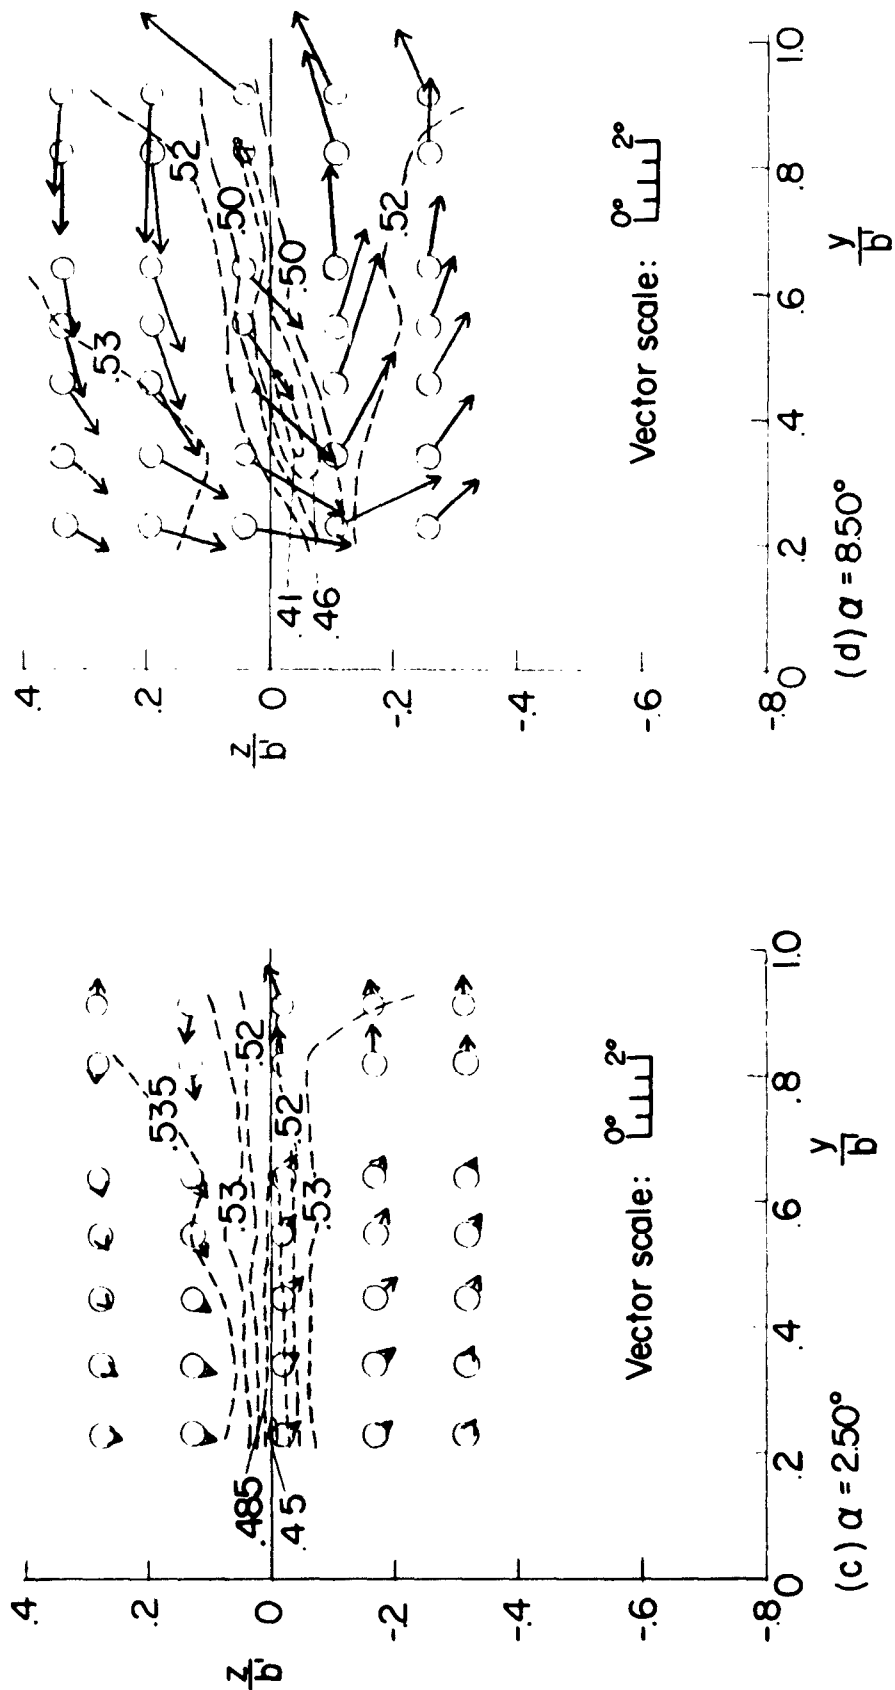 .4
.2
0
-.2
-.4
-.6
-.8
z
b'
.535
.53
.52
.52
.53
.485
.45
Vector scale: 0° 2°
0 .2 .4 .6 .8 1.0
y
b'
(c) α = 2.50°
.4
.2
0
-.2
-.4
-.6
-.8
z
b'
.53
.52
.50
.50
.52
.41
.46
Vector scale: 0° 2°
0 .2 .4 .6 .8 1.0
y
b'
(d) α = 8.50°